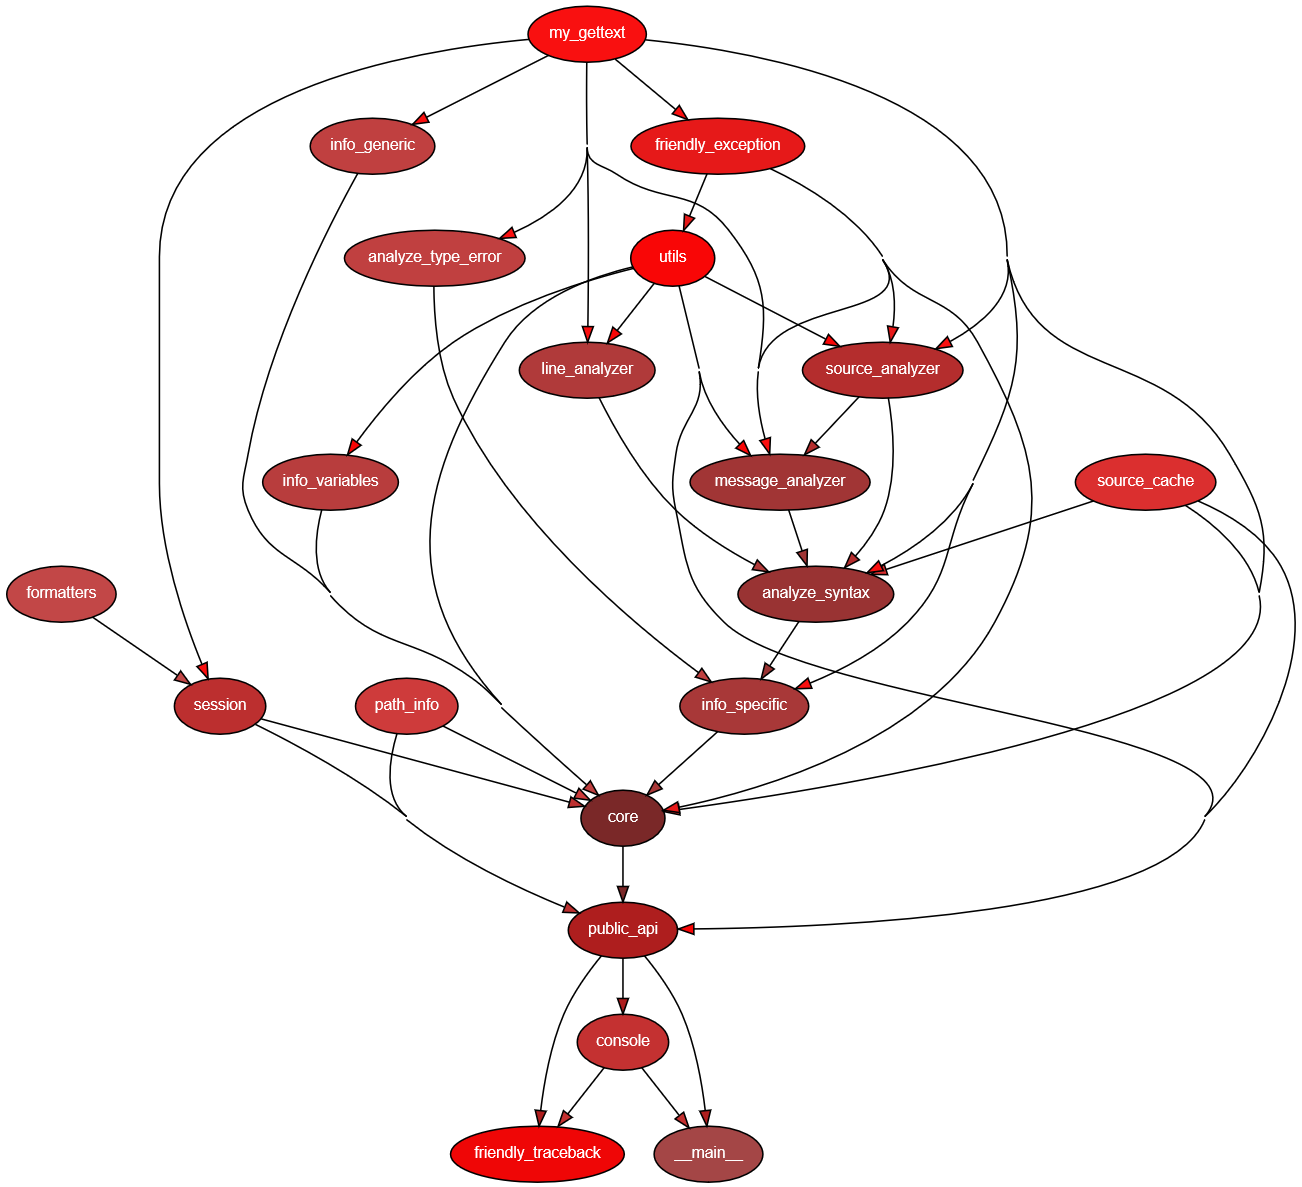 my_gettext
info_generic
friendly_exception
analyze_type_error
utils
line_analyzer
source_analyzer
info_variables
message_analyzer
source_cache
formatters
analyze_syntax
session
path_info
info_specific
core
public_api
console
friendly_traceback
__main__